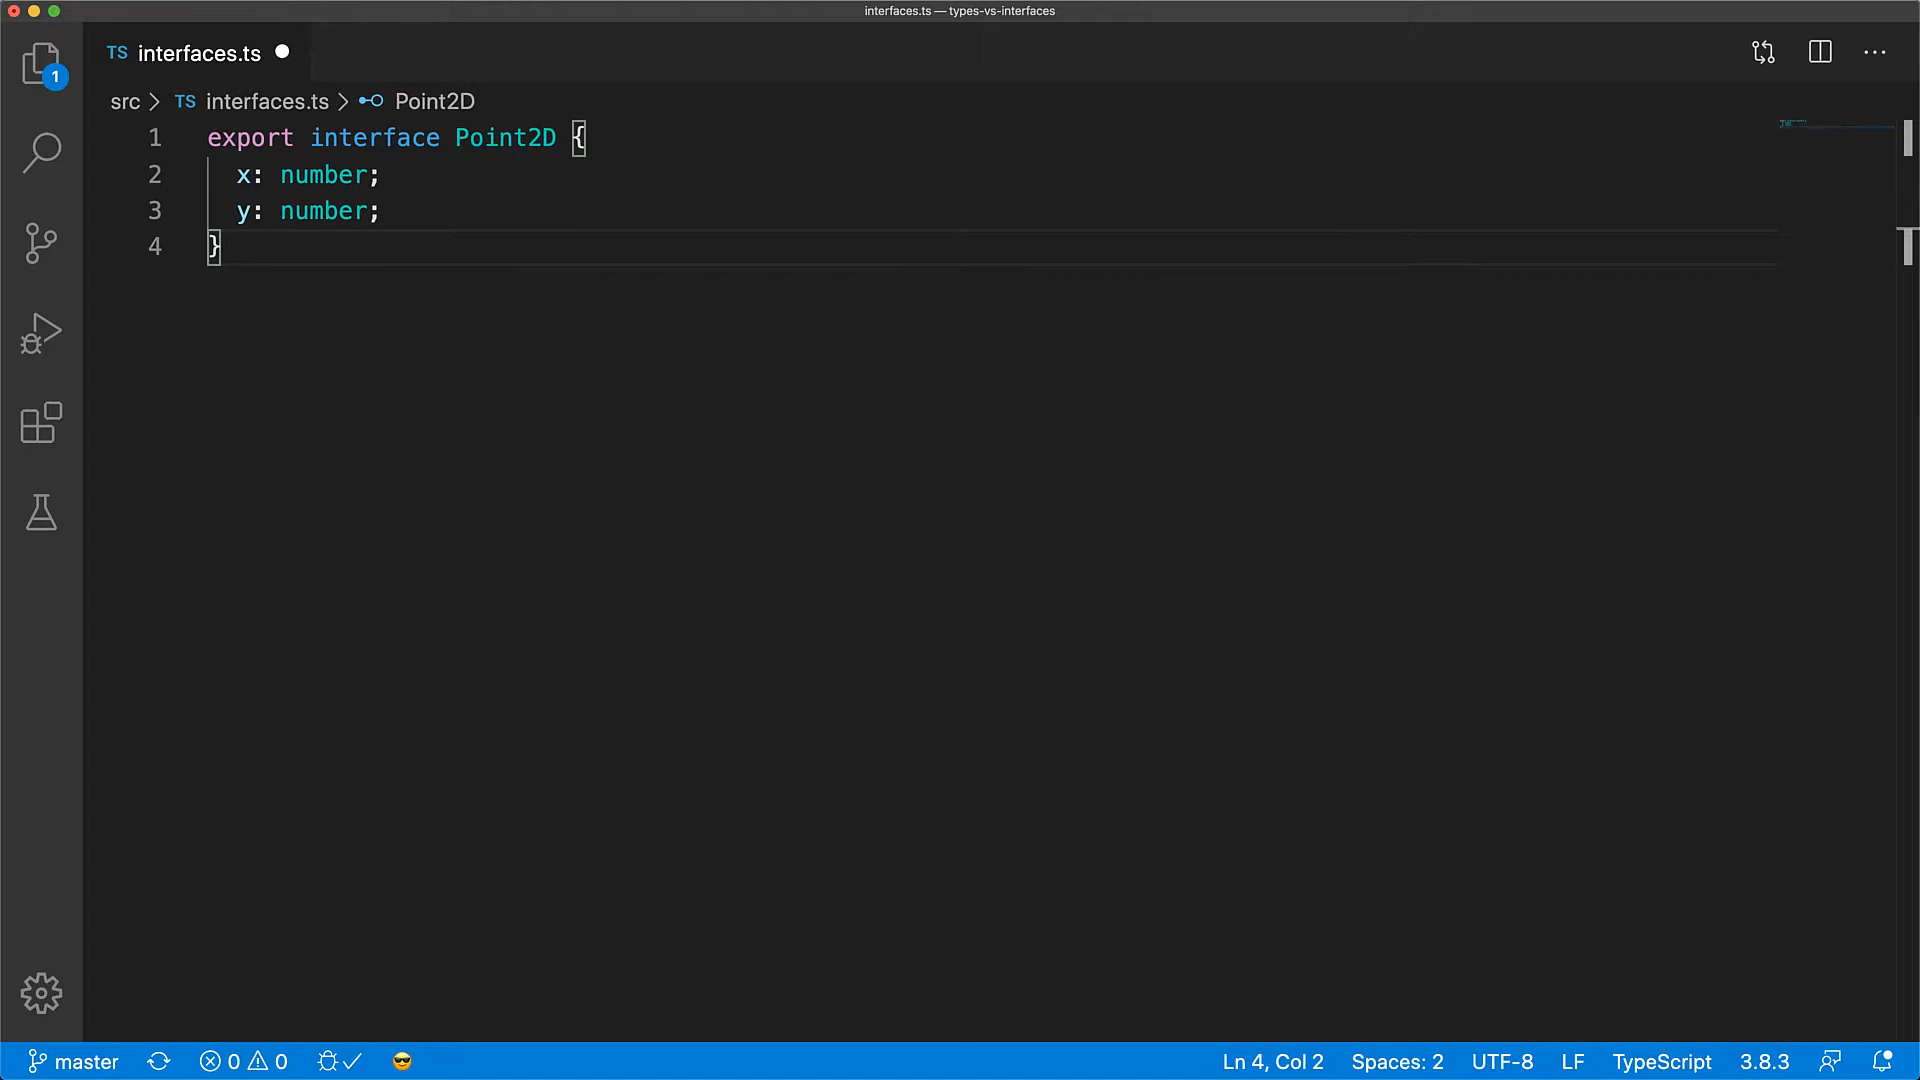 interfaces.ts — types-vs-interfaces
TS interfaces.ts
1
src > TS interfaces.ts > Point2D
1 export interface Point2D {
2 x: number;
3 y: number;
4 }
master 0 0 Ln 4, Col 2 Spaces: 2 UTF-8 LF TypeScript 3.8.3